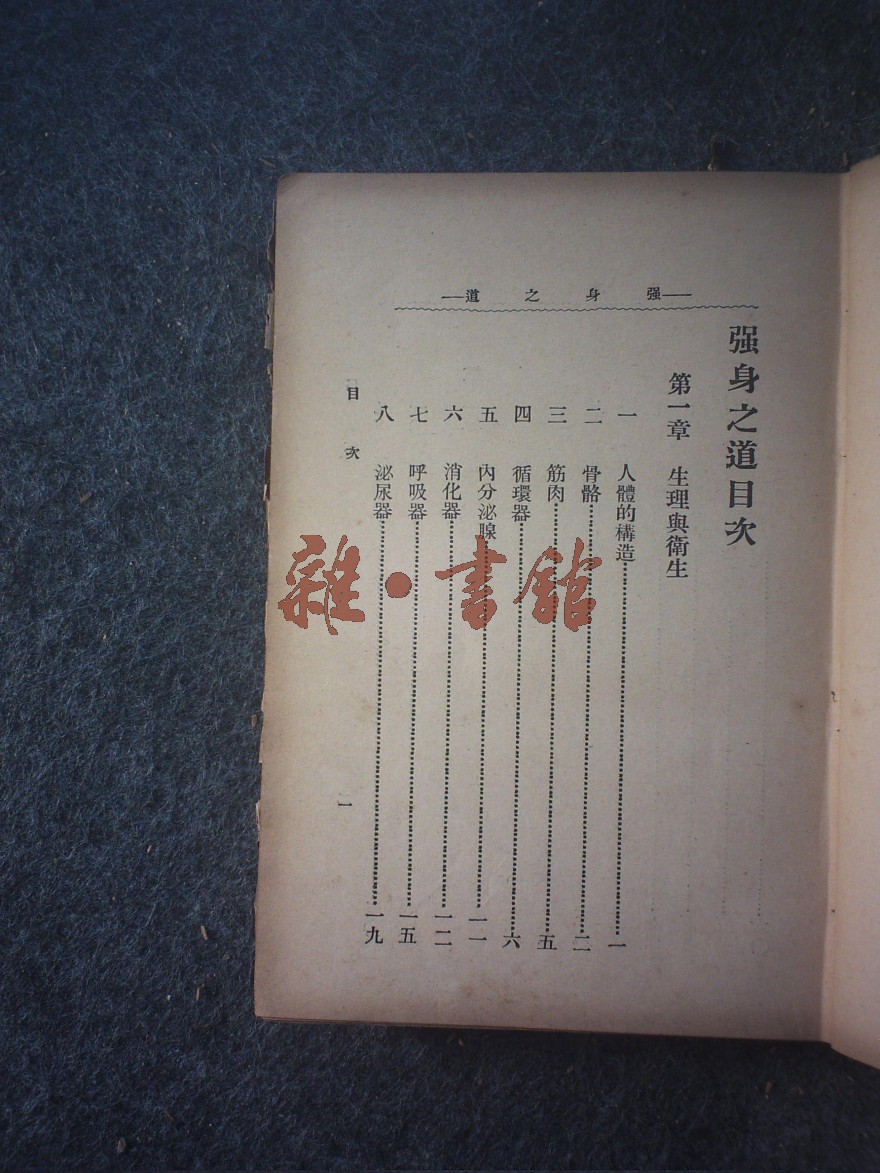 —強身之道—
强身之道目次
第一章 生理與衛生
一 人體的構造……一
二 骨骼……二
三 筋肉……五
四 循環器……六
五 內分泌腺……一一
六 消化器……一二
七 呼吸器……一五
八 泌尿器……一九
目次
一
雜·書館